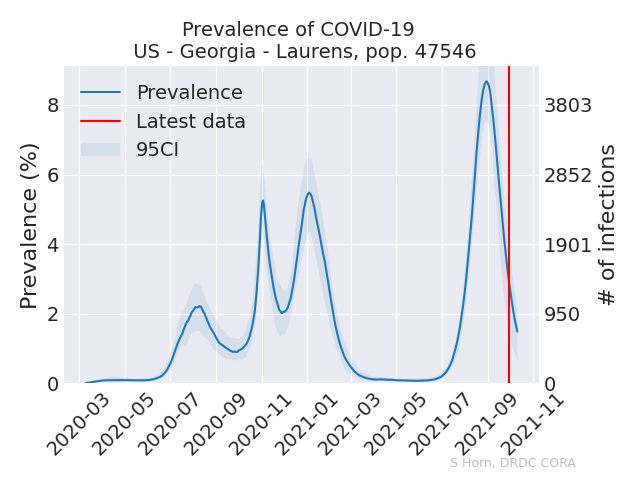 Prevalence of COVID-19
US - Georgia - Laurens, pop. 47546
Prevalence
Latest data
95CI
Prevalence (%)
8
6
4
2
0
3803
2852
1901
950
0
# of infections
2020-03
2020-05
2020-07
2020-09
2020-11
2021-01
2021-03
2021-05
2021-07
2021-09
2021-11
S Horn, DRDC CORA